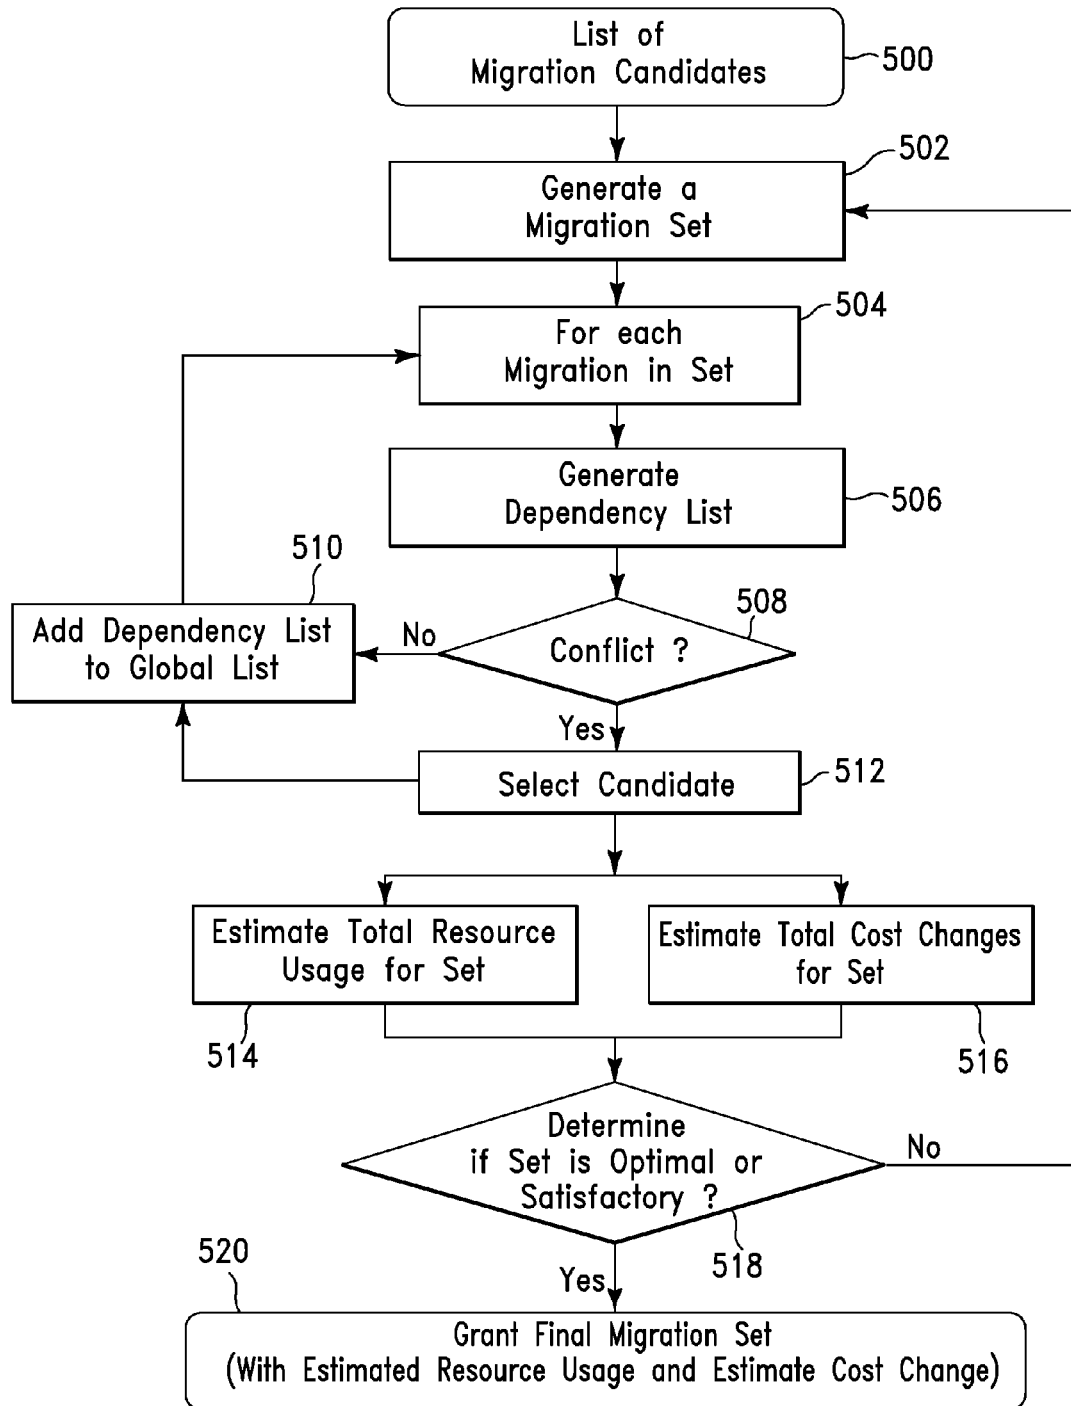 List of
Migration Candidates
500
502
Generate a
Migration Set
504
For each
Migration in Set
Generate
Dependency List
506
510
508
Add Dependency List
to Global List
No
Conflict ?
Yes
Select Candidate
512
Estimate Total Resource
Usage for Set
Estimate Total Cost Changes
for Set
514
516
Determine
if Set is Optimal or
Satisfactory ?
No
518
520
Yes
Grant Final Migration Set
(With Estimated Resource Usage and Estimate Cost Change)